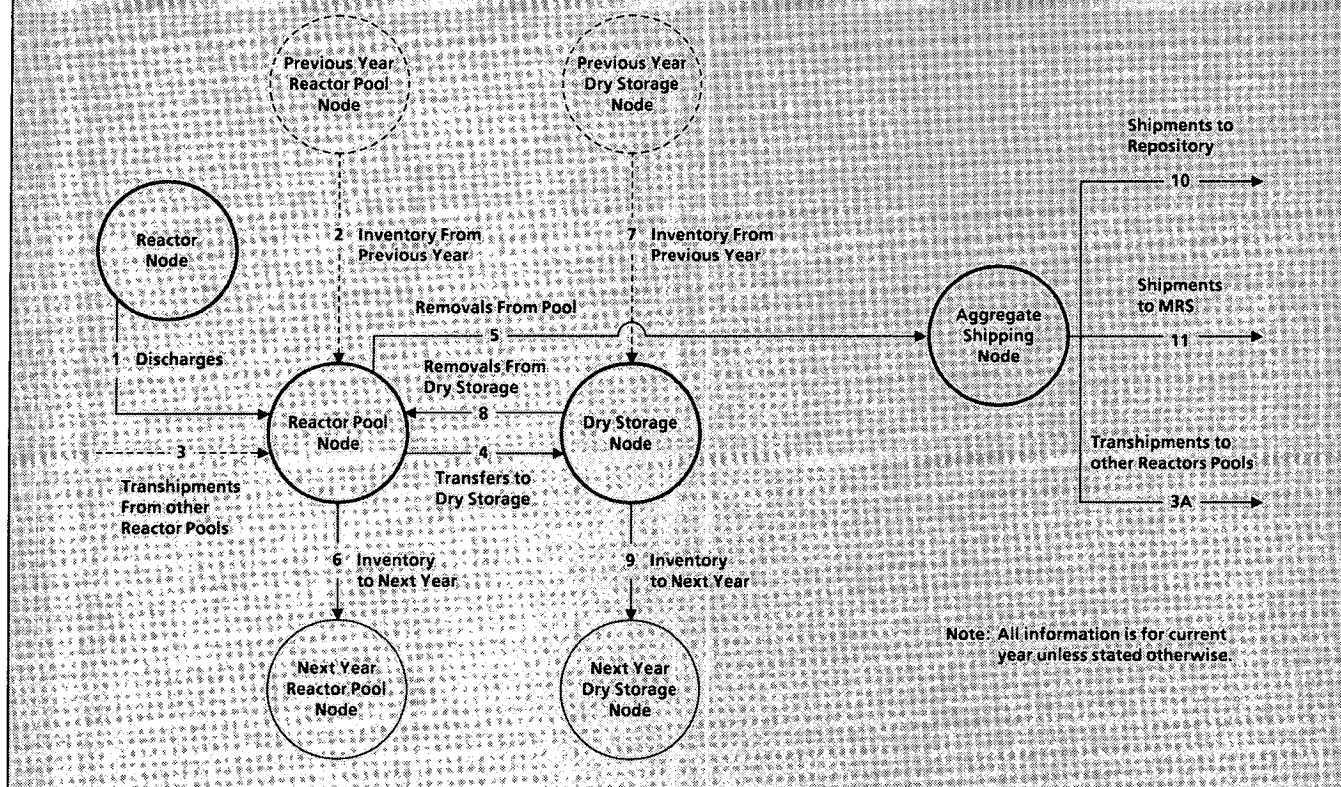 Previous Year
Reactor Pool
Node
Previous Year
Dry Storage
Node
Shipments to
Repository
10
Reactor
Node
2 Inventory From
Previous Year
7 Inventory From
Previous Year
Removals From Pool
5
Aggregate
Shipping
Node
Shipments
to MRS
11
1 Discharges
Removals From
Dry Storage
8
Reactor Pool
Node
Dry Storage
Node
3
4
Transhipments
From other
Reactor Pools
Transfers to
Dry Storage
Transhipments to
other Reactors Pools
3A
6 Inventory
to Next Year
9 Inventory
to Next Year
Next Year
Reactor Pool
Node
Next Year
Dry Storage
Node
Note: All information is for current
year unless stated otherwise.